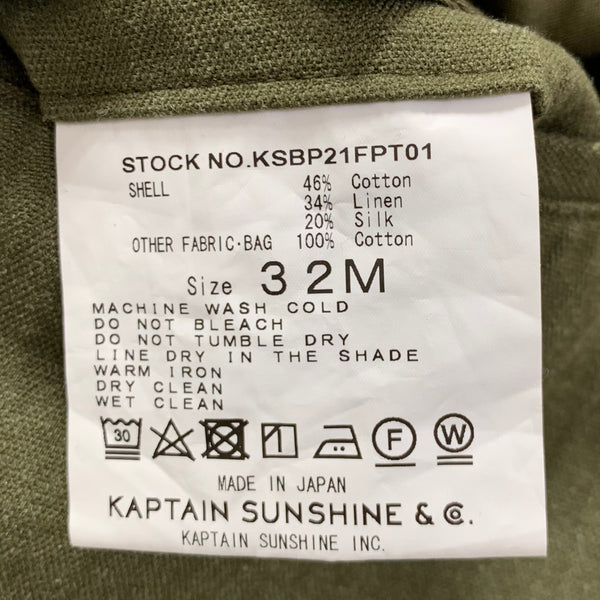 STOCK NO.KSBP21FPT01
SHELL 46% Cotton
34% Linen
20% Silk
OTHER FABRIC·BAG 100% Cotton
Size 32M
MACHINE WASH COLD
DO NOT BLEACH
DO NOT TUMBLE DRY
LINE DRY IN THE SHADE
WARM IRON
DRY CLEAN
WET CLEAN
30 F W
MADE IN JAPAN
KAPTAIN SUNSHINE & Co.
KAPTAIN SUNSHINE INC.